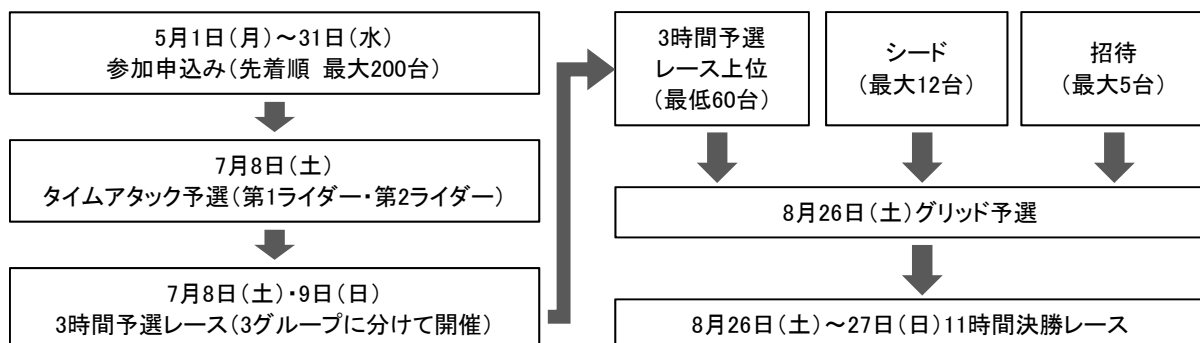 5月1日(月)～31日(水)
参加申込み(先着順 最大200台)
7月8日(土)
タイムアタック予選(第1ライダー・第2ライダー)
7月8日(土)・9日(日)
3時間予選レース(3グループに分けて開催)
3時間予選
レース上位
(最低60台)
シード
(最大12台)
招待
(最大5台)
8月26日(土)グリッド予選
8月26日(土)～27日(日)11時間決勝レース